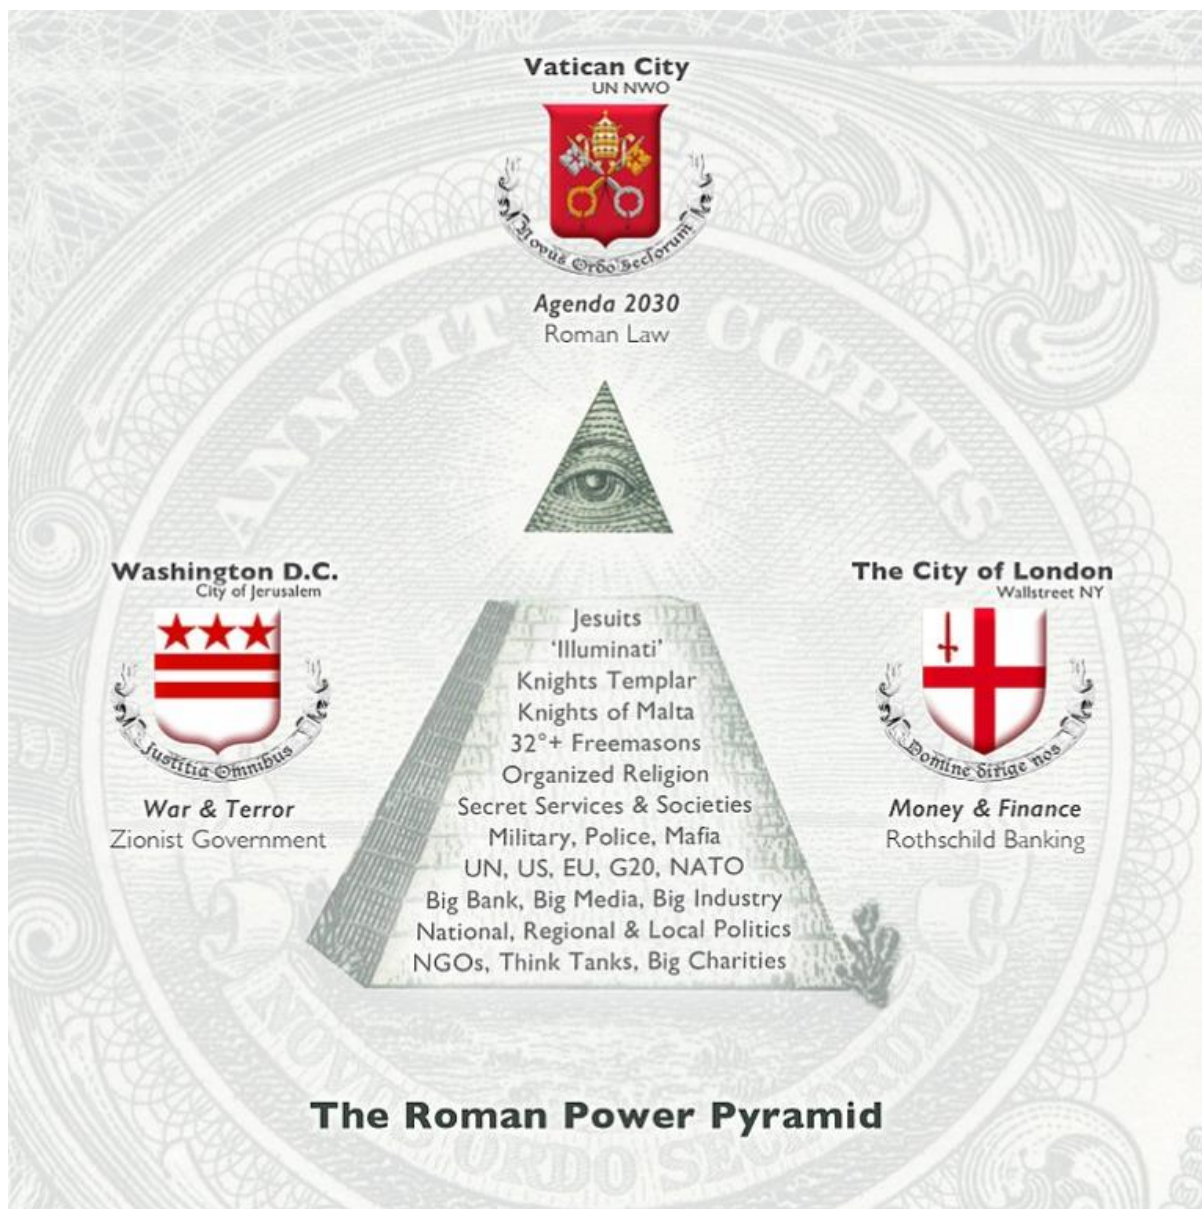 Vatican City
UN NWO
Novus Ordo Seclorum
Agenda 2030
Roman Law
ANNUIT CŒPTIS
Washington D.C.
City of Jerusalem
Justitia Omnibus
War & Terror
Zionist Government
The City of London
Wallstreet NY
Domine dirige nos
Money & Finance
Rothschild Banking
Jesuits
‘Illuminati’
Knights Templar
Knights of Malta
32°+ Freemasons
Organized Religion
Secret Services & Societies
Military, Police, Mafia
UN, US, EU, G20, NATO
Big Bank, Big Media, Big Industry
National, Regional & Local Politics
NGOs, Think Tanks, Big Charities
The Roman Power Pyramid
NOVUS ORDO SECLORUM